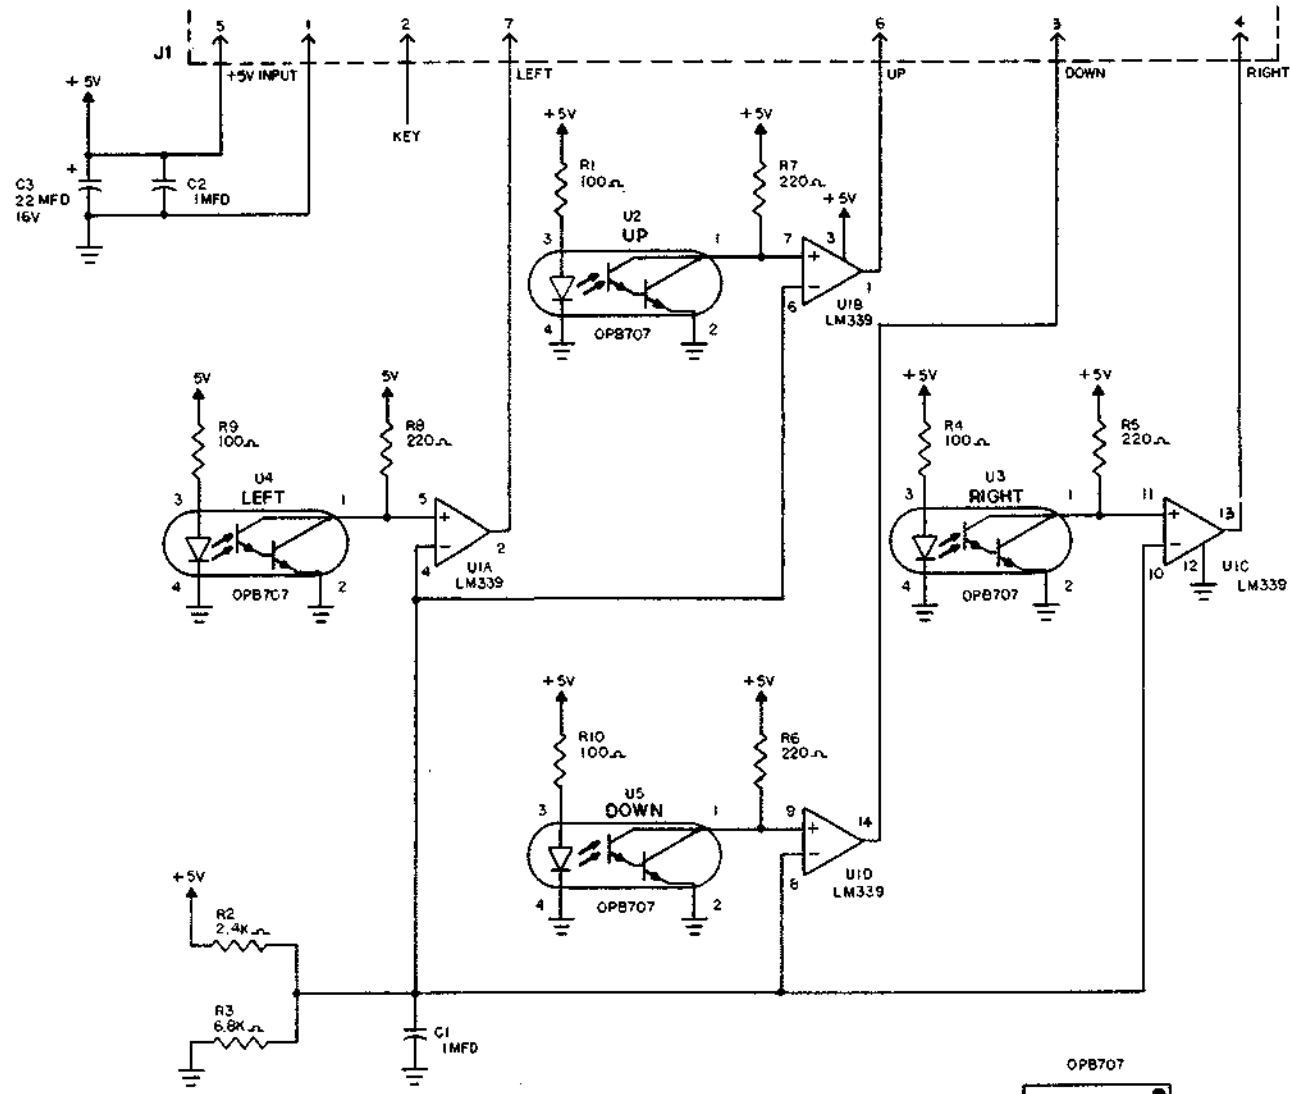 5 1 2 7 6 3 4
J1
+5V INPUT LEFT UP DOWN RIGHT
+5V
KEY
C3
22 MFD
16V
+
C2
1MFD
+5V
R1
100Ω
+5V
R7
220Ω
+5V
U2
UP
3 1 7 3
+ −
4 2 6 1
OPB707
U1B
LM339
5V
R9
100Ω
5V
R8
220Ω
U4
LEFT
3 1 5
+ −
4 2 4 2
OPB707
U1A
LM339
+5V
R4
100Ω
+5V
R5
220Ω
U3
RIGHT
3 1 11 13
+ −
4 2 10 12
OPB707
U1C
LM339
+5V
R10
100Ω
+5V
R6
220Ω
U5
DOWN
3 1 9 14
+ −
4 2 8
OPB707
U1D
LM339
+5V
R2
2.4KΩ
R3
6.8KΩ
C1
1MFD
OPB707